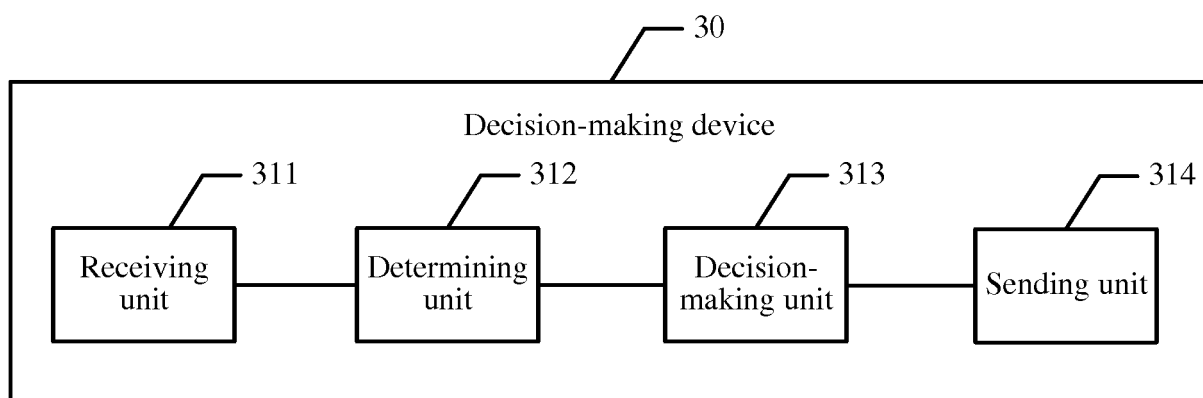 30
Decision-making device
311
312
313
314
Receiving
unit
Determining
unit
Decision-
making unit
Sending unit